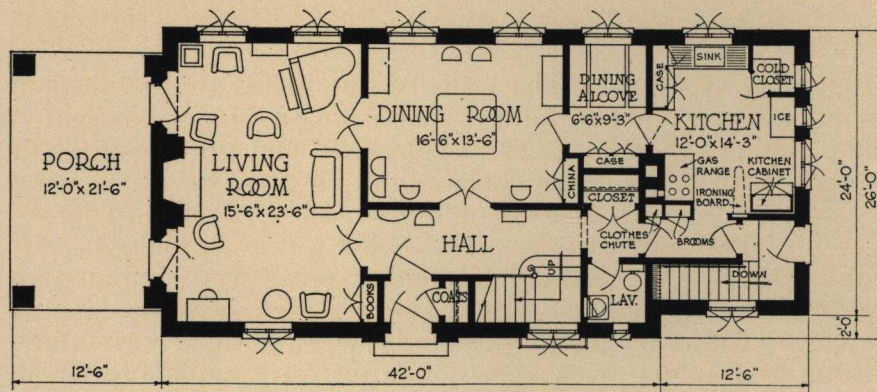 PORCH
12'-0" x 21'-6"
LIVING
ROOM
15'-6" x 23'-6"
DINING ROOM
16'-6" x 13'-6"
DINING
ALCOVE
6'-6" x 9'-3"
CASE
SINK
COLD
CLOSET
ICE
KITCHEN
12'-0" x 14'-3"
CASE
CHINA
CLOSET
GAS
RANGE
IRONING
BOARD
KITCHEN
CABINET
HALL
CLOTHES
CHUTE
BROOMS
UP
DOWN
BOOKS
COATS
LAV.
24'-0"
26'-0"
2'-0"
12'-6"
42'-0"
12'-6"